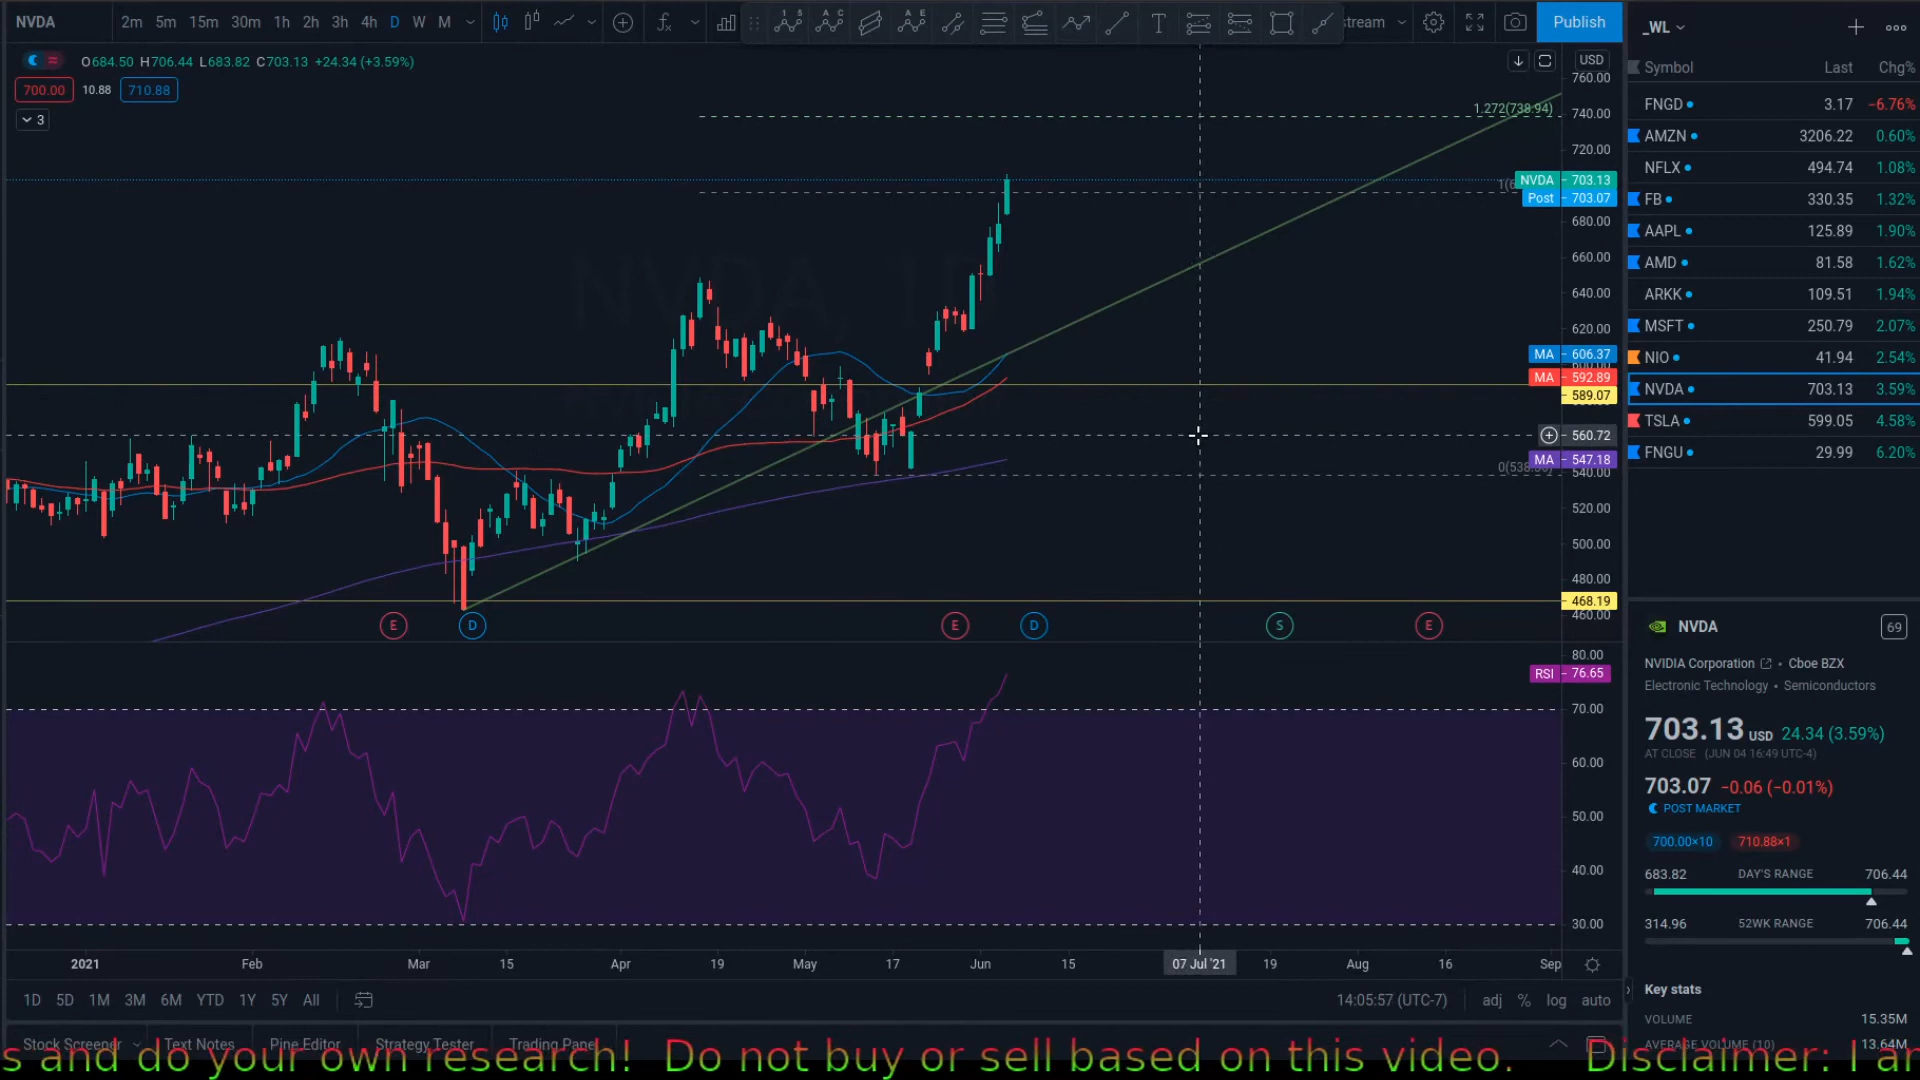 NVDA 2m 5m 15m 30m 1h 2h 3h 4h D W M stream Publish
O684.50 H706.44 L683.82 C703.13 +24.34 (+3.59%)
700.00 10.88 710.88
3
USD
760.00
1.272(738.94) 740.00
720.00
NVDA 703.13
Post 703.07
680.00
660.00
640.00
620.00
MA 606.37
MA 592.89
589.07
560.72
MA 547.18
540.00
520.00
500.00
480.00
468.19
460.00
E D E D S E
80.00
RSI 76.65
70.00
60.00
50.00
40.00
30.00
2021 Feb Mar 15 Apr 19 May 17 Jun 15 07 Jul '21 19 Aug 16 Sep
1D 5D 1M 3M 6M YTD 1Y 5Y All 14:05:57 (UTC-7) adj % log auto
Stock Screener Text Notes Pine Editor Strategy Tester Trading Panel
s and do your own research! Do not buy or sell based on this video. Disclaimer: I ar
_WL
Symbol Last Chg%
FNGD 3.17 −6.76%
AMZN 3206.22 0.60%
NFLX 494.74 1.08%
FB 330.35 1.32%
AAPL 125.89 1.90%
AMD 81.58 1.62%
ARKK 109.51 1.94%
MSFT 250.79 2.07%
NIO 41.94 2.54%
NVDA 703.13 3.59%
TSLA 599.05 4.58%
FNGU 29.99 6.20%
NVDA 69
NVIDIA Corporation • Cboe BZX
Electronic Technology • Semiconductors
703.13 USD 24.34 (3.59%)
AT CLOSE (JUN 04 16:49 UTC-4)
703.07 −0.06 (−0.01%)
POST MARKET
700.00×10 710.88×1
683.82 DAY'S RANGE 706.44
314.96 52WK RANGE 706.44
Key stats
VOLUME 15.35M
AVERAGE VOLUME (10) 13.64M